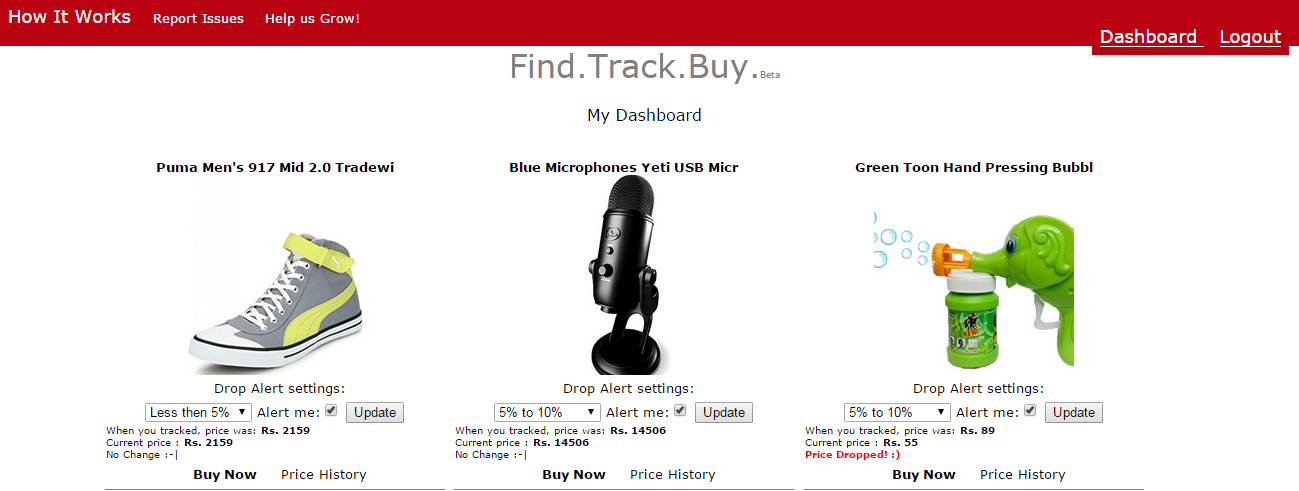 How It Works Report Issues Help us Grow!
Dashboard Logout
Find.Track.Buy.Beta
My Dashboard
Puma Men's 917 Mid 2.0 Tradewi
Blue Microphones Yeti USB Micr
Green Toon Hand Pressing Bubbl
NEW
Drop Alert settings:
Drop Alert settings:
Drop Alert settings:
Less then 5% Alert me: Update
5% to 10% Alert me: Update
5% to 10% Alert me: Update
When you tracked, price was: Rs. 2159
Current price : Rs. 2159
No Change :-|
When you tracked, price was: Rs. 14506
Current price : Rs. 14506
No Change :-|
When you tracked, price was: Rs. 89
Current price : Rs. 55
Price Dropped! :)
Buy Now Price History
Buy Now Price History
Buy Now Price History